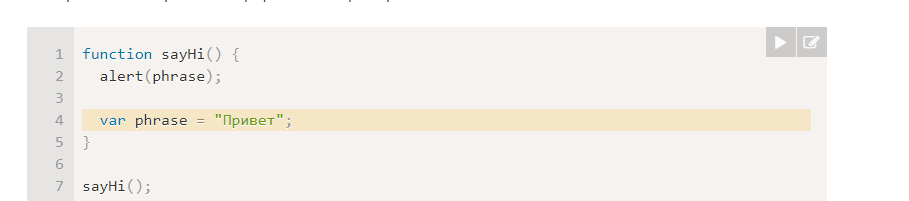 1 function sayHi() {
2   alert(phrase);
3
4   var phrase = "Привет";
5 }
6
7 sayHi();